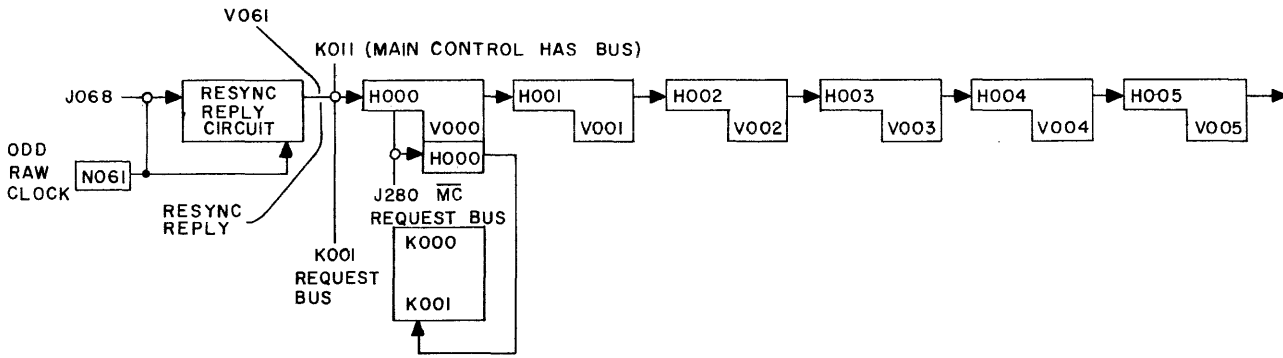 V061
K011 (MAIN CONTROL HAS BUS)
J068
RESYNC
REPLY
CIRCUIT
H000
V000
H001
V001
H002
V002
H003
V003
H004
V004
H005
V005
H000
ODD
RAW
CLOCK
N061
RESYNC
REPLY
J280 M̅C̅
REQUEST BUS
K000
K001
K001
REQUEST
BUS